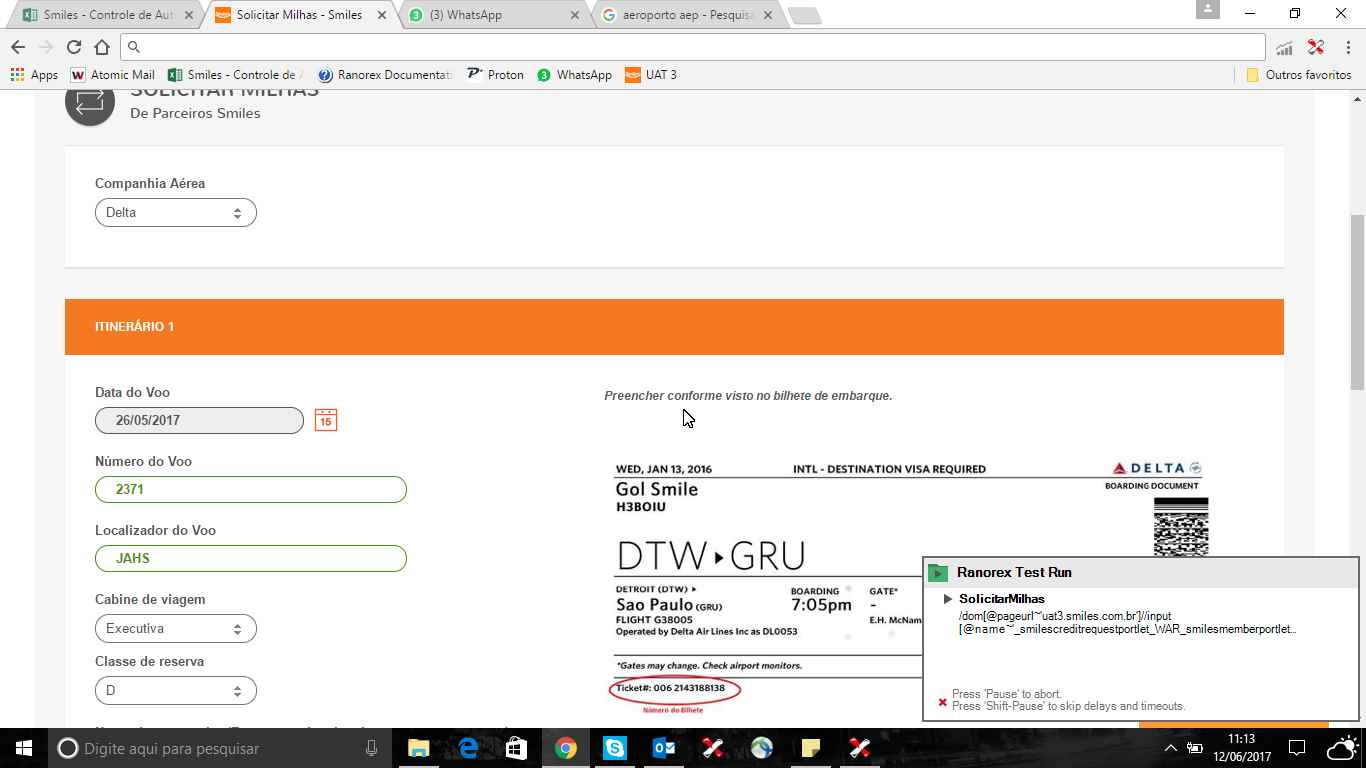 Smiles - Controle de Aut
Solicitar Milhas - Smiles
(3) WhatsApp
aeroporto aep - Pesquisa
Apps
Atomic Mail
Smiles - Controle de A
Ranorex Documentati
Proton
WhatsApp
UAT 3
Outros favoritos
SOLICITAR MILHAS
De Parceiros Smiles
Companhia Aérea
Delta
ITINERÁRIO 1
Data do Voo
26/05/2017
15
Número do Voo
2371
Localizador do Voo
JAHS
Cabine de viagem
Executiva
Classe de reserva
D
Preencher conforme visto no bilhete de embarque.
WED, JAN 13, 2016
INTL - DESTINATION VISA REQUIRED
DELTA
BOARDING DOCUMENT
Gol Smile
H3BOIU
DTW GRU
DETROIT (DTW)
BOARDING
GATE*
Sao Paulo (GRU)
7:05pm
-
FLIGHT G38005
E.H. McNam
Operated by Delta Air Lines Inc as DL0053
*Gates may change. Check airport monitors.
Ticket#: 006 2143188138
Número do Bilhete
Ranorex Test Run
SolicitarMilhas
/dom[@pageurl~'uat3.smiles.com.br']//input
[@name~'_smilescreditrequestportlet_WAR_smilesmemberportlet...
Press 'Pause' to abort.
Press 'Shift-Pause' to skip delays and timeouts.
Digite aqui para pesquisar
11:13
12/06/2017